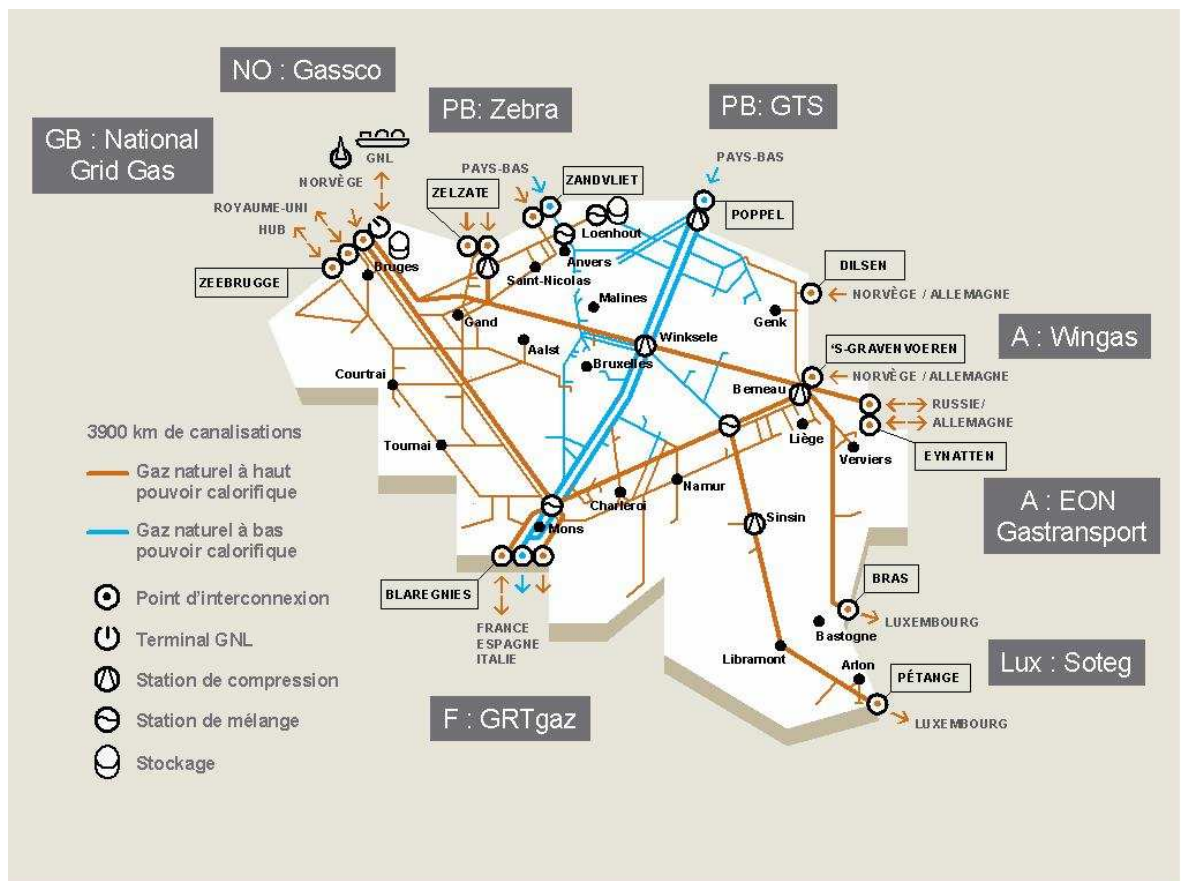 NO : Gassco
PB: Zebra
PB: GTS
GB : National
Grid Gas
GNL
NORVÈGE
PAYS-BAS
PAYS-BAS
ZANDVLIET
ZELZATE
POPPEL
ROYAUME-UNI
HUB
Loenhout
Anvers
Bruges
ZEEBRUGGE
Saint-Nicolas
DILSEN
NORVÈGE / ALLEMAGNE
Malines
Gand
Genk
A : Wingas
Winksele
Aalst
'S-GRAVENVOEREN
Bruxelles
NORVÈGE / ALLEMAGNE
Courtrai
Berneau
RUSSIE/
ALLEMAGNE
Liège
Verviers
EYNATTEN
3900 km de canalisations
Tournai
Gaz naturel à haut
pouvoir calorifique
Namur
Charleroi
A : EON
Gastransport
Sinsin
Mons
Gaz naturel à bas
pouvoir calorifique
BLAREGNIES
BRAS
Point d'interconnexion
LUXEMBOURG
Bastogne
FRANCE
ESPAGNE
ITALIE
Terminal GNL
Libramont
Arlon
Lux : Soteg
PÉTANGE
Station de compression
F : GRTgaz
LUXEMBOURG
Station de mélange
Stockage